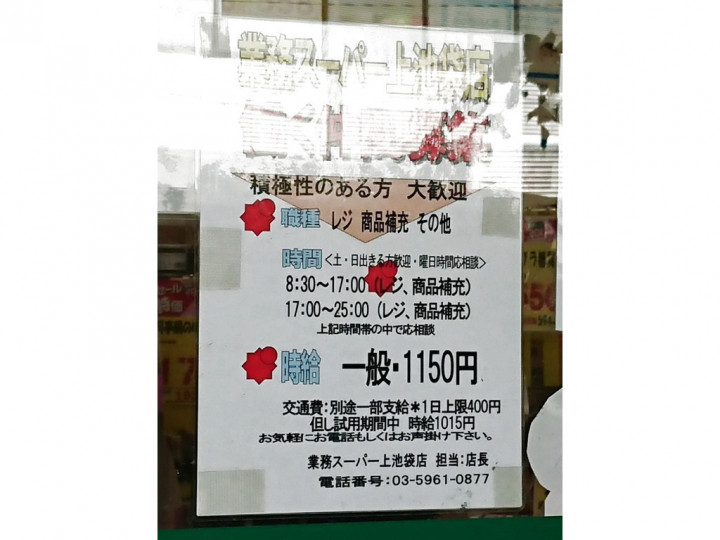 業務スーパー上池袋店
積極性のある方 大歓迎
職種 レジ 商品補充 その他
時間<土・日出きる方歓迎・曜日時間応相談>
8:30～17:00(レジ、商品補充)
17:00～25:00(レジ、商品補充)
上記時間帯の中で応相談
時給 一般・1150円
交通費:別途一部支給*1日上限400円
但し試用期間中 時給1015円
お気軽にお電話もしくはお声掛け下さい。
業務スーパー上池袋店 担当:店長
電話番号:03-5961-0877